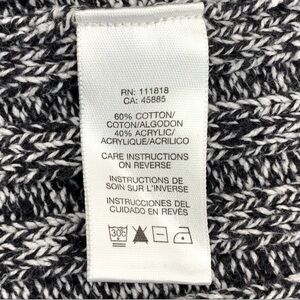 RN: 111818
CA: 45885
60% COTTON/
COTON/ALGODON
40% ACRYLIC/
ACRYLIQUE/ACRILICO
CARE INSTRUCTIONS
ON REVERSE
INSTRUCTIONS DE
SOIN SUR L'INVERSE
INSTRUCCIONES DEL
CUIDADO EN REVÉS
30